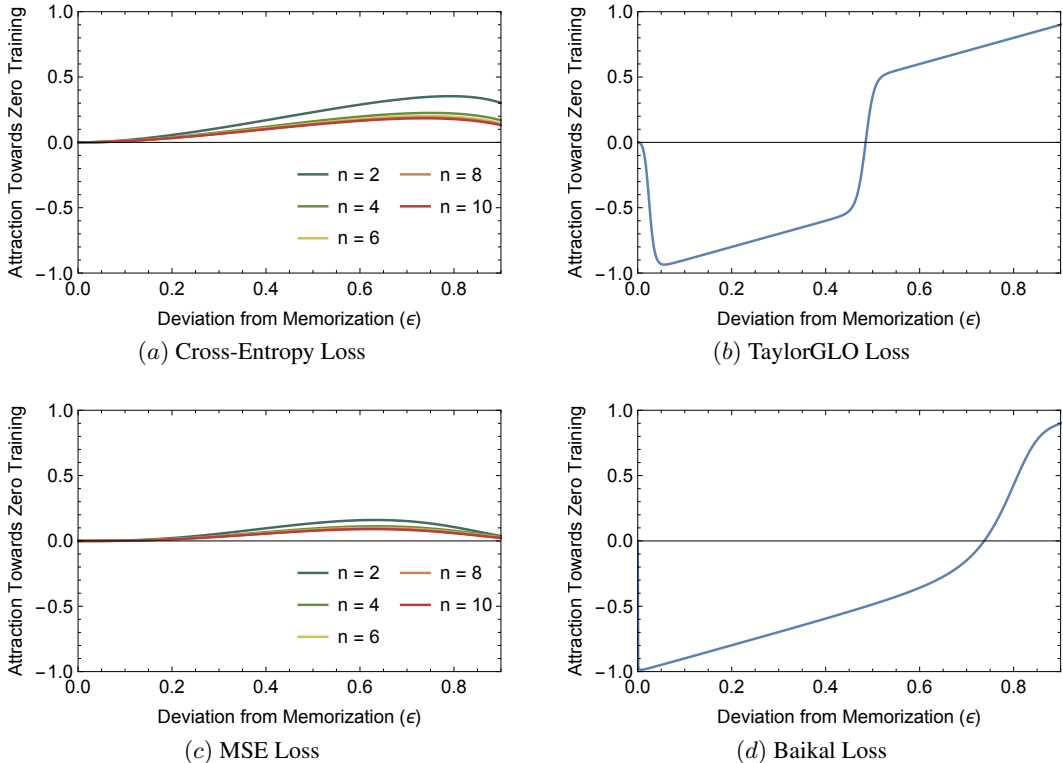 Attraction Towards Zero Training
1.0
0.5
0.0
−0.5
−1.0
n = 2
n = 8
n = 4
n = 10
n = 6
0.0 0.2 0.4 0.6 0.8
Deviation from Memorization (ϵ)
(a) Cross-Entropy Loss
Attraction Towards Zero Training
1.0
0.5
0.0
−0.5
−1.0
0.0 0.2 0.4 0.6 0.8
Deviation from Memorization (ϵ)
(b) TaylorGLO Loss
Attraction Towards Zero Training
1.0
0.5
0.0
−0.5
−1.0
n = 2
n = 8
n = 4
n = 10
n = 6
0.0 0.2 0.4 0.6 0.8
Deviation from Memorization (ϵ)
(c) MSE Loss
Attraction Towards Zero Training
1.0
0.5
0.0
−0.5
−1.0
0.0 0.2 0.4 0.6 0.8
Deviation from Memorization (ϵ)
(d) Baikal Loss